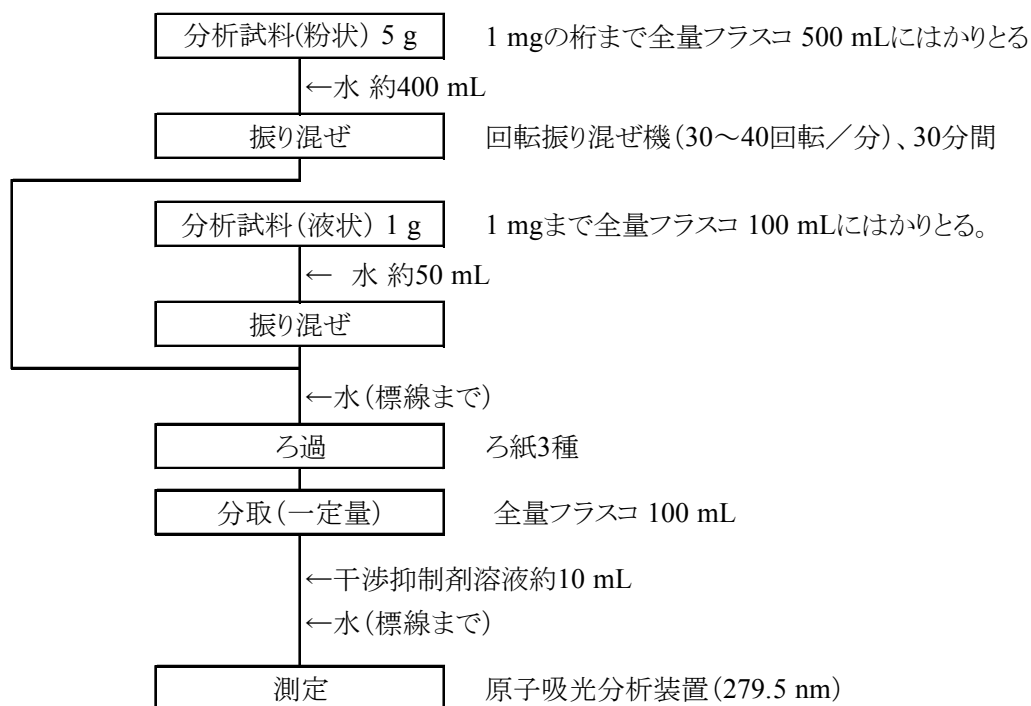 分析試料(粉状) 5 g 1 mgの桁まで全量フラスコ 500 mLにはかりとる
←水 約400 mL
振り混ぜ 回転振り混ぜ機(30～40回転／分)、30分間
分析試料(液状) 1 g 1 mgまで全量フラスコ 100 mLにはかりとる。
← 水 約50 mL
振り混ぜ
←水(標線まで)
ろ過 ろ紙3種
分取(一定量) 全量フラスコ 100 mL
←干渉抑制剤溶液約10 mL
←水(標線まで)
測定 原子吸光分析装置(279.5 nm)